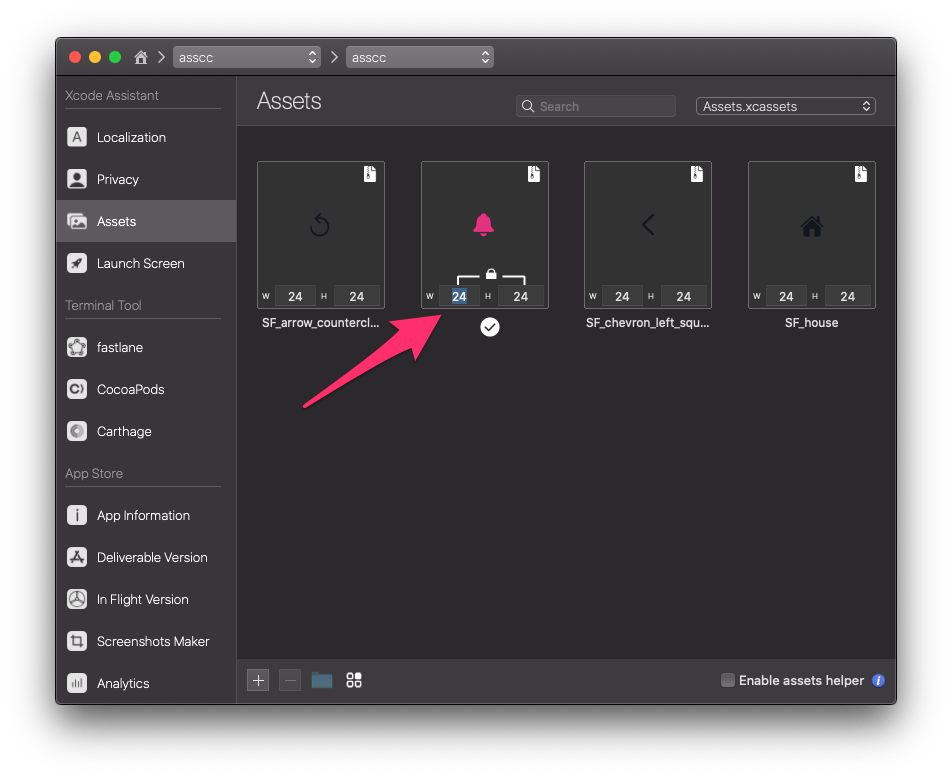 asscc
asscc
Xcode Assistant
Localization
Privacy
Assets
Launch Screen
Terminal Tool
fastlane
CocoaPods
Carthage
App Store
App Information
Deliverable Version
In Flight Version
Screenshots Maker
Analytics
Assets
Search
Assets.xcassets
W 24 H 24
W 24 H 24
W 24 H 24
W 24 H 24
SF_arrow_countercl...
SF_chevron_left_squ...
SF_house
Enable assets helper